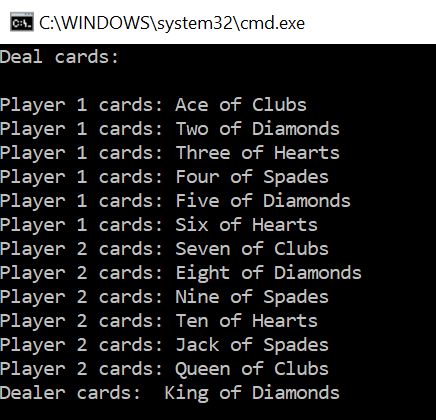 C:\WINDOWS\system32\cmd.exe
Deal cards:
Player 1 cards: Ace of Clubs
Player 1 cards: Two of Diamonds
Player 1 cards: Three of Hearts
Player 1 cards: Four of Spades
Player 1 cards: Five of Diamonds
Player 1 cards: Six of Hearts
Player 2 cards: Seven of Clubs
Player 2 cards: Eight of Diamonds
Player 2 cards: Nine of Spades
Player 2 cards: Ten of Hearts
Player 2 cards: Jack of Spades
Player 2 cards: Queen of Clubs
Dealer cards:  King of Diamonds